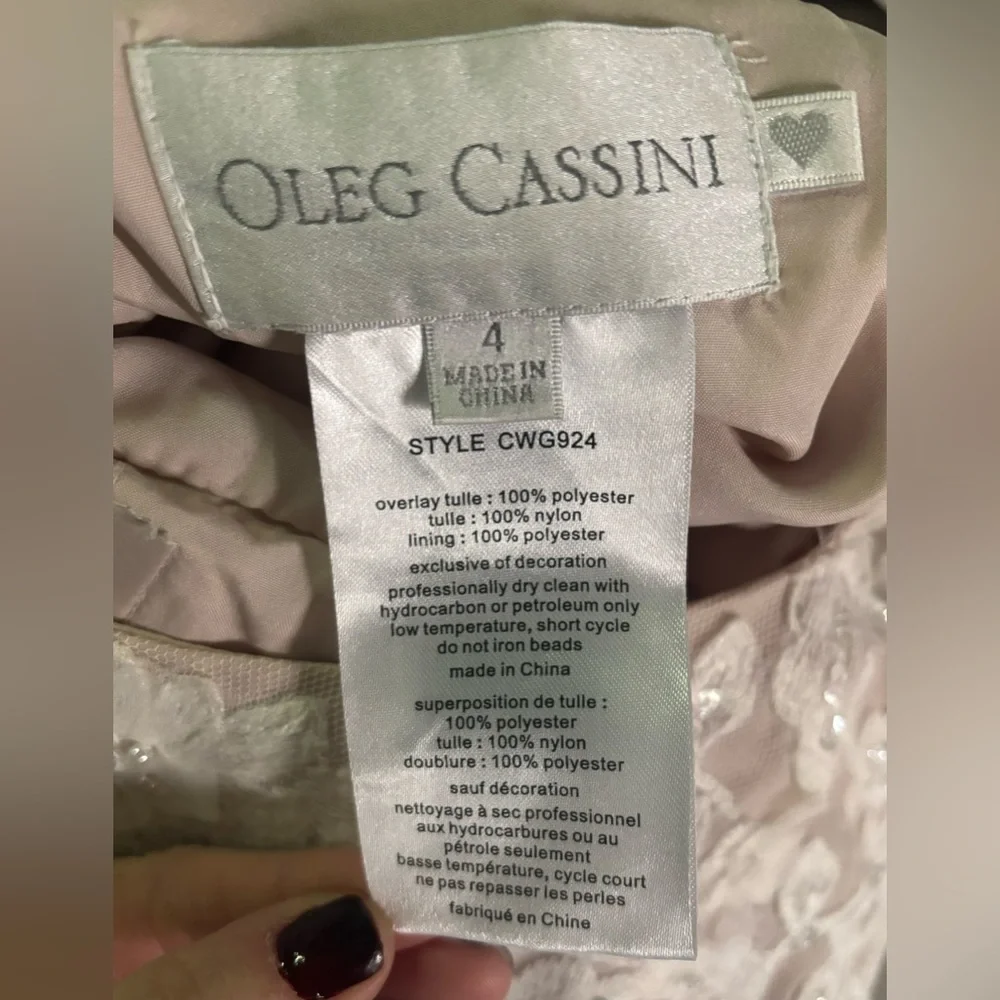 OLEG CASSINI
4
MADE IN
CHINA
STYLE CWG924
overlay tulle : 100% polyester
tulle : 100% nylon
lining : 100% polyester
exclusive of decoration
professionally dry clean with
hydrocarbon or petroleum only
low temperature, short cycle
do not iron beads
made in China
superposition de tulle :
100% polyester
tulle : 100% nylon
doublure : 100% polyester
sauf décoration
nettoyage à sec professionnel
aux hydrocarbures ou au
pétrole seulement
basse température, cycle court
ne pas repasser les perles
fabriqué en Chine